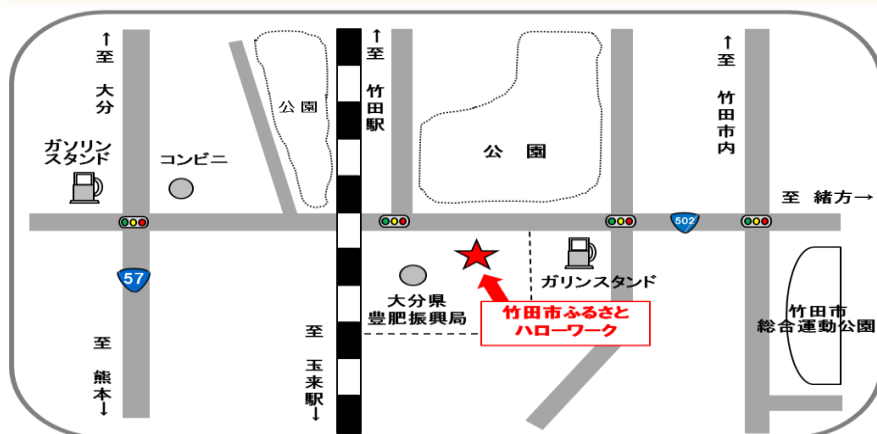 ↑至 大分
↑至 竹田駅
↑至 竹田市内
公園
公園
ガソリン
スタンド
コンビニ
至 緒方→
502
57
ガリンスタンド
大分県
豊肥振興局
竹田市ふるさと
ハローワーク
竹田市
総合運動公園
至 熊本↓
至 玉来駅↓